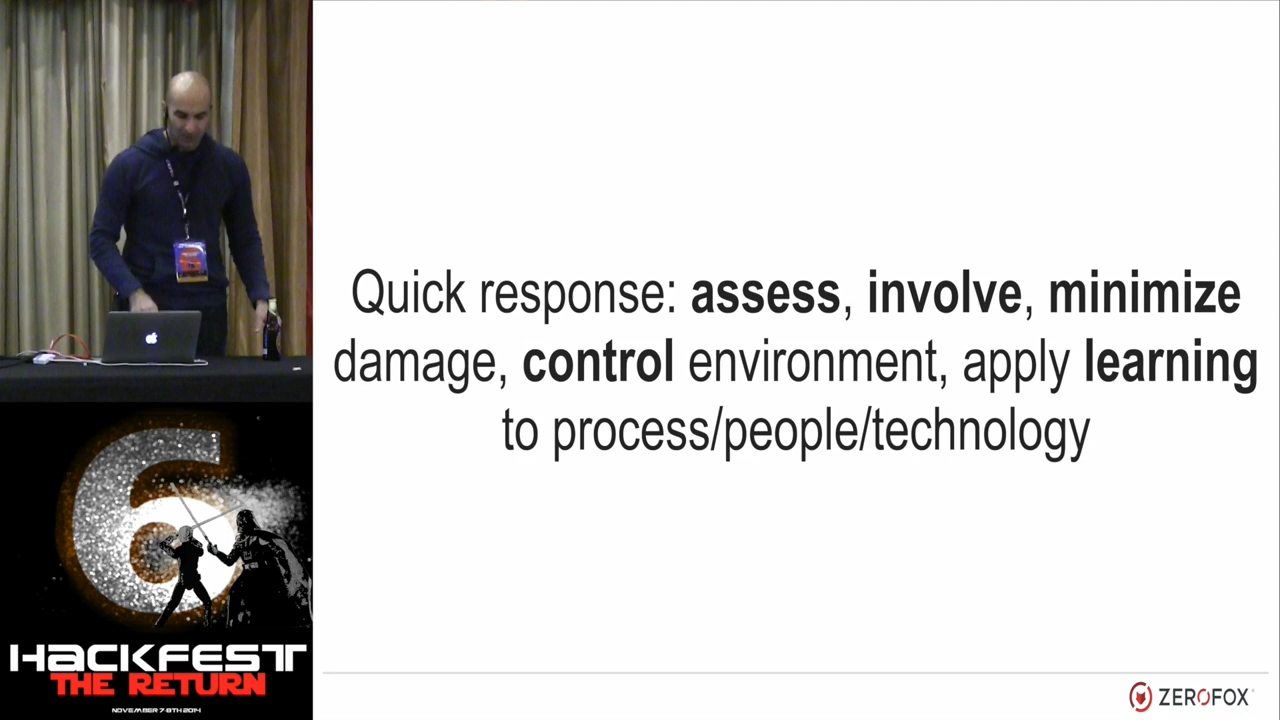 Quick response: assess, involve, minimize
damage, control environment, apply learning
to process/people/technology
6
HACKFEST
THE RETURN
NOVEMBER 7-8TH 2014
ZEROFOX